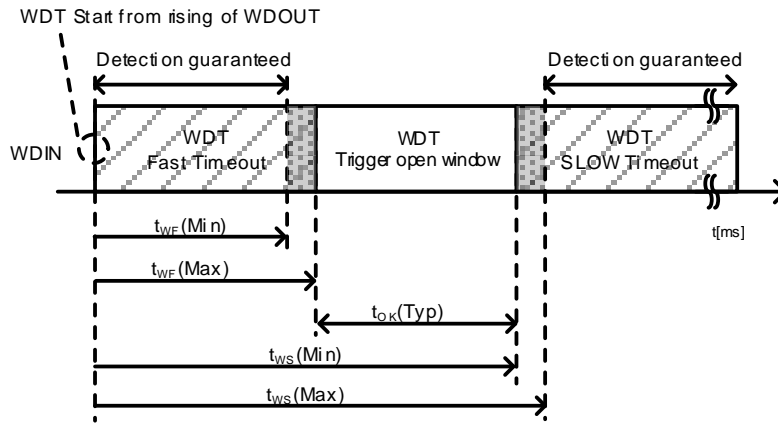 WDT Start from rising of WDOUT
Detection guaranteed
Detection guaranteed
WDIN
WDT
Fast Timeout
WDT
Trigger open window
WDT
SLOW Timeout
t[ms]
tWF(Min)
tWF(Max)
tOK(Typ)
tWS(Min)
tWS(Max)